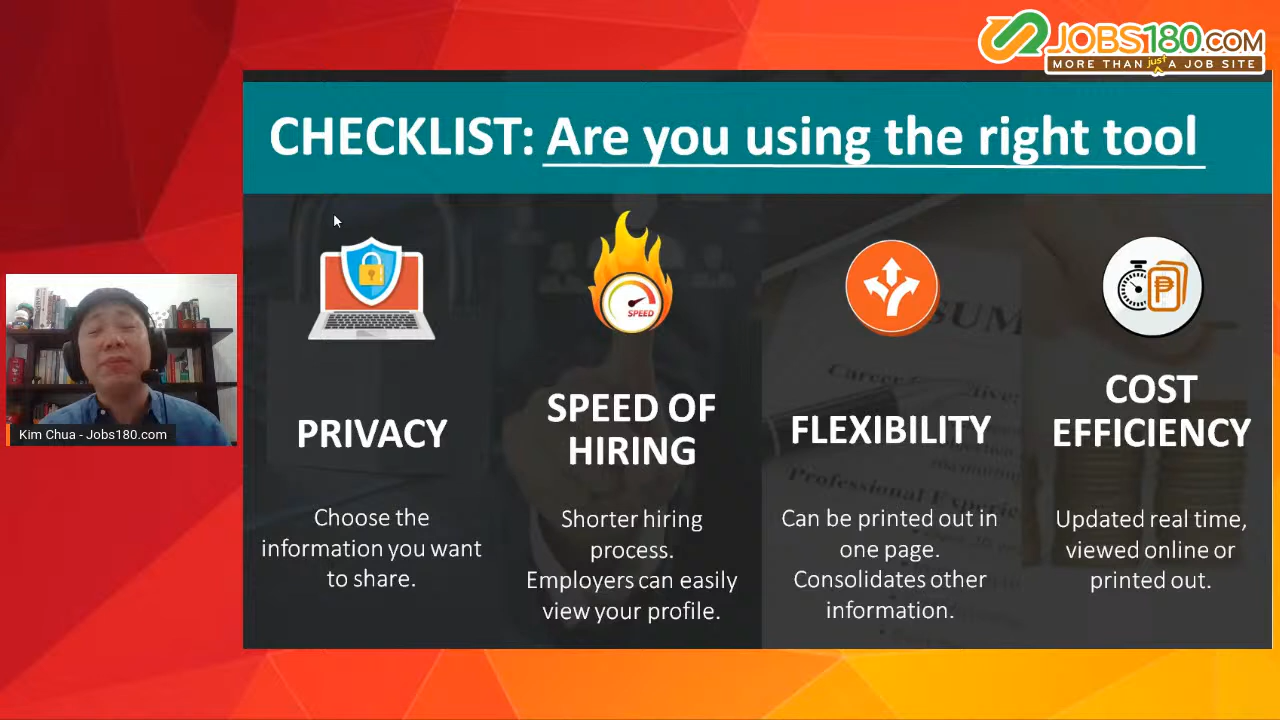 JOBS180.COM
MORE THAN just A JOB SITE
CHECKLIST: Are you using the right tool
SPEED
PRIVACY
Choose the
information you want
to share.
SPEED OF
HIRING
Shorter hiring
process.
Employers can easily
view your profile.
FLEXIBILITY
Can be printed out in
one page.
Consolidates other
information.
COST
EFFICIENCY
Updated real time,
viewed online or
printed out.
Kim Chua - Jobs180.com